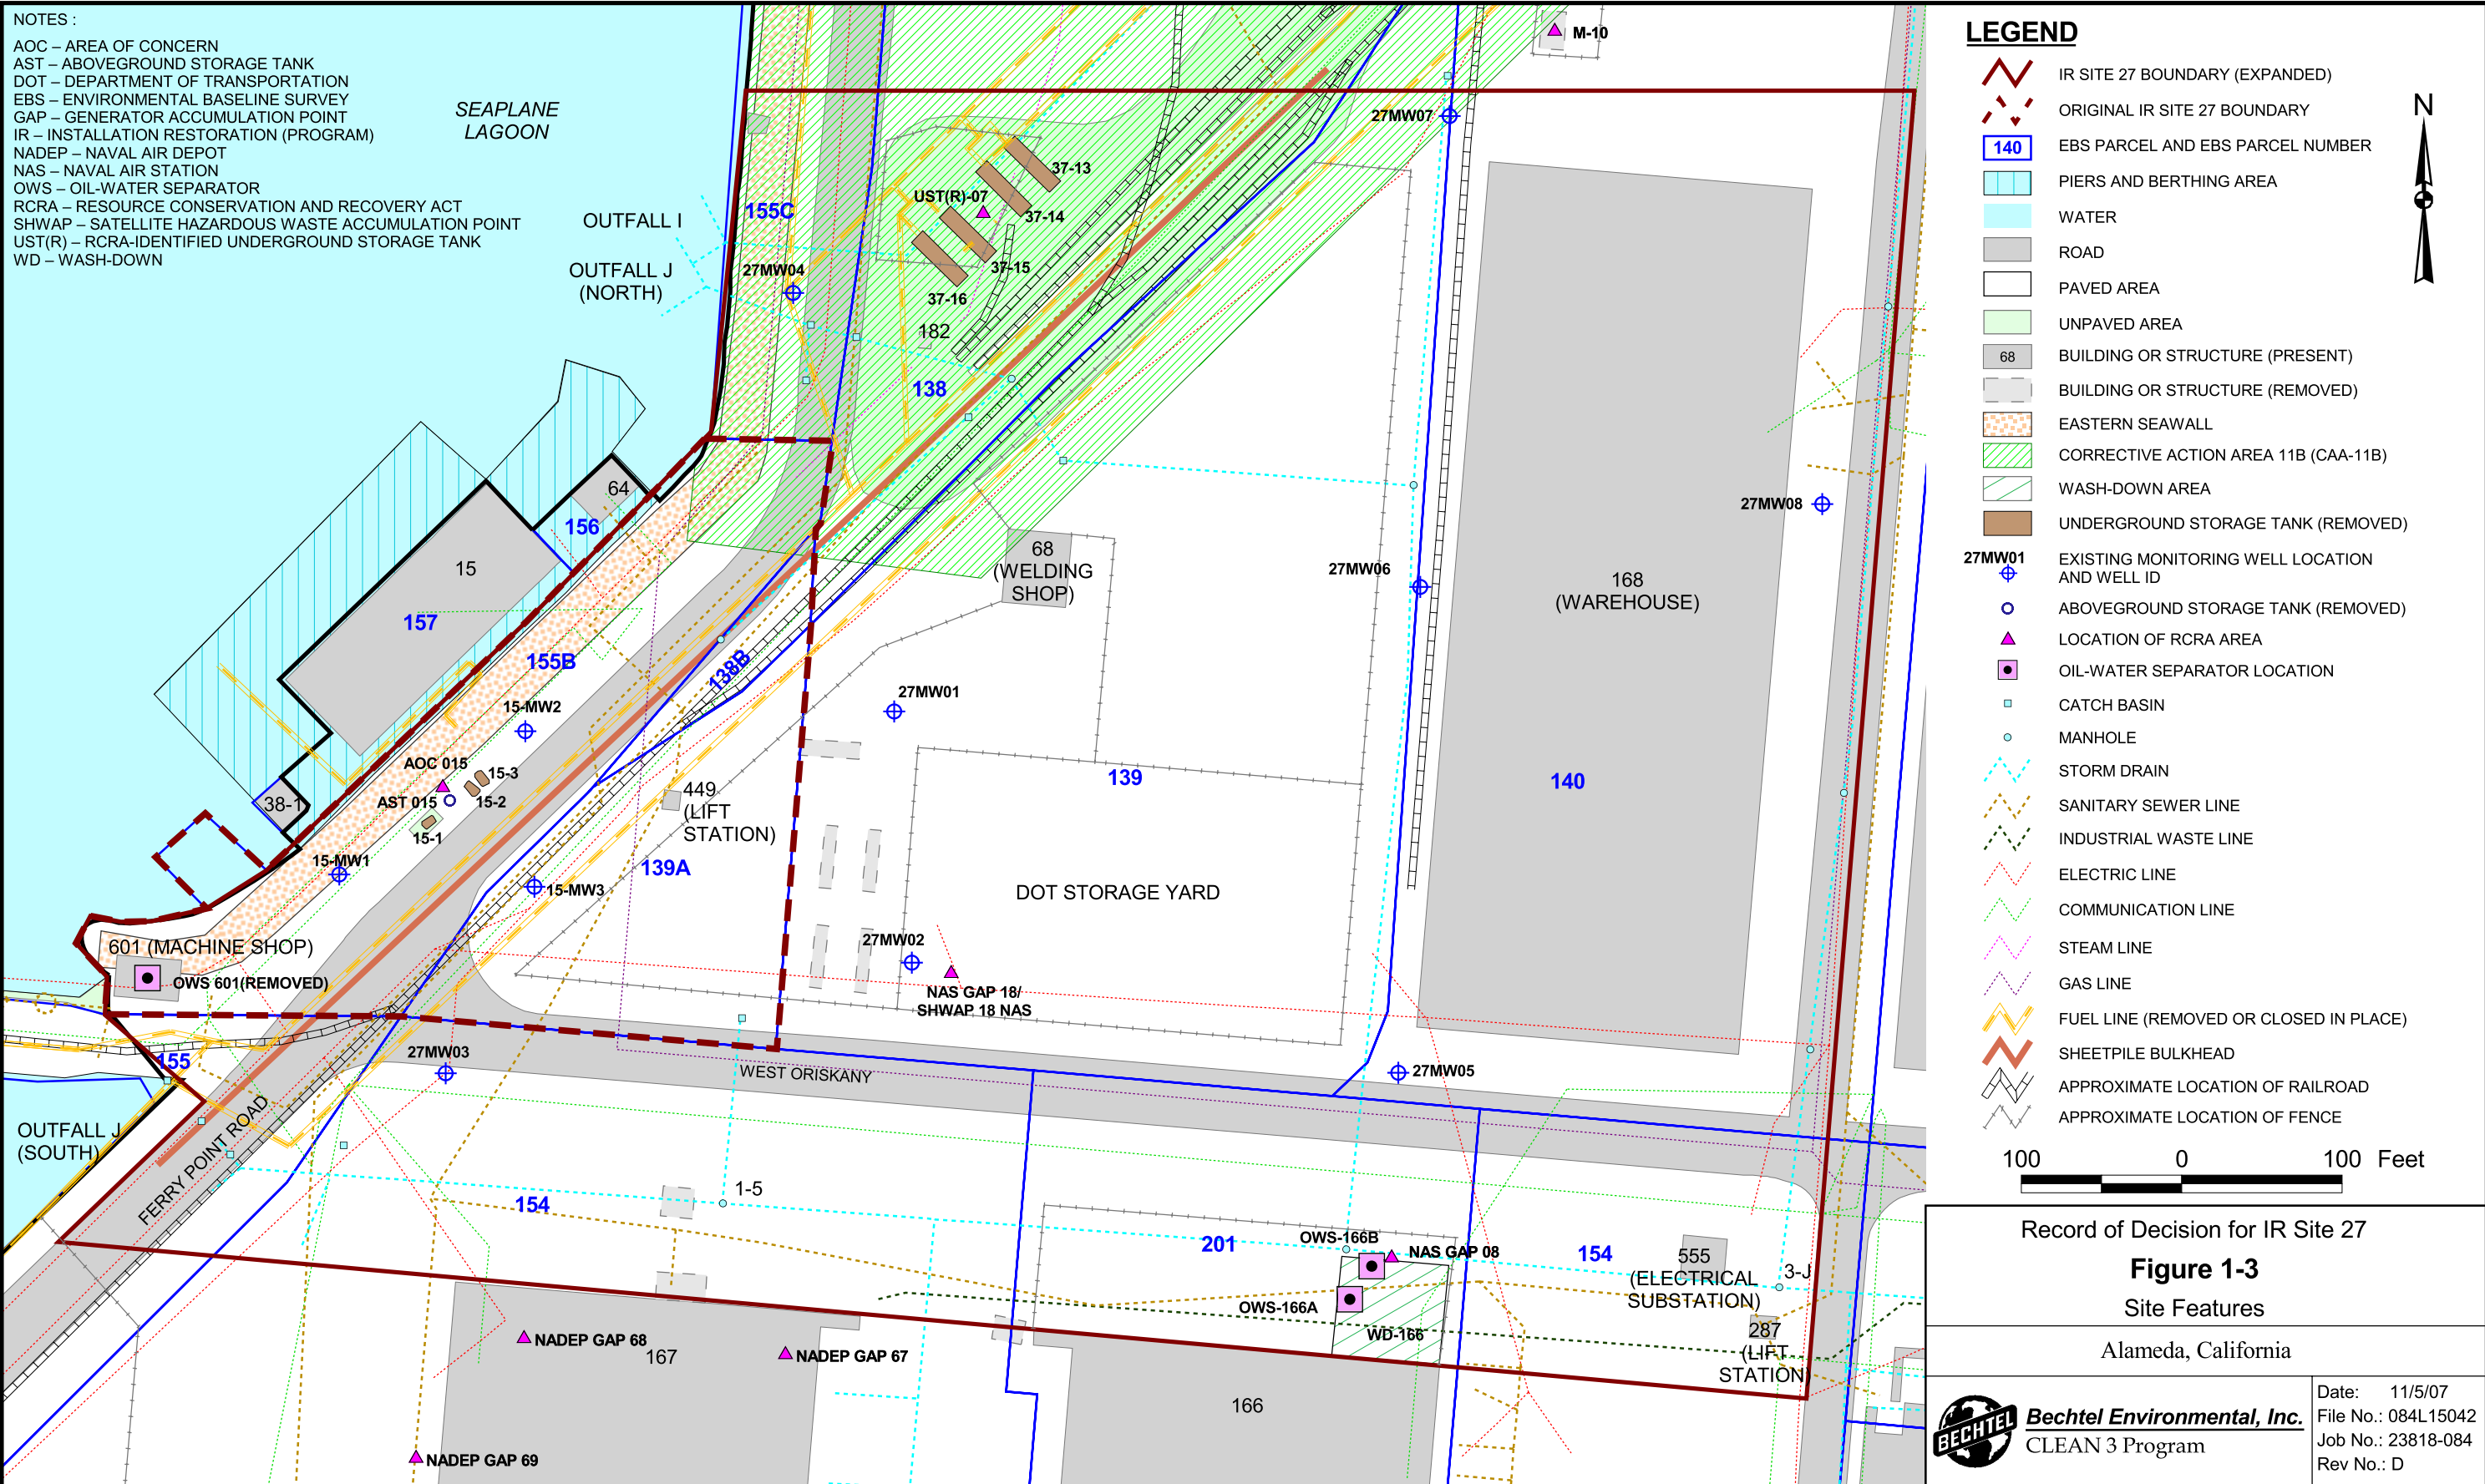 NOTES :
AOC – AREA OF CONCERN
AST – ABOVEGROUND STORAGE TANK
DOT – DEPARTMENT OF TRANSPORTATION
EBS – ENVIRONMENTAL BASELINE SURVEY
GAP – GENERATOR ACCUMULATION POINT
IR – INSTALLATION RESTORATION (PROGRAM)
NADEP – NAVAL AIR DEPOT
NAS – NAVAL AIR STATION
OWS – OIL-WATER SEPARATOR
RCRA – RESOURCE CONSERVATION AND RECOVERY ACT
SHWAP – SATELLITE HAZARDOUS WASTE ACCUMULATION POINT
UST(R) – RCRA-IDENTIFIED UNDERGROUND STORAGE TANK
WD – WASH-DOWN
SEAPLANE
LAGOON
OUTFALL I
OUTFALL J
(NORTH)
155C
27MW04
UST(R)-07
37-13
37-14
37-15
37-16
182
138
M-10
27MW07
27MW08
27MW06
64
156
15
157
155B
138B
68
(WELDING
SHOP)
168
(WAREHOUSE)
27MW01
15-MW2
AOC 015
15-3
AST 015
15-2
15-1
38-1
15-MW1
449
(LIFT
STATION)
139A
139
140
15-MW3
DOT STORAGE YARD
601 (MACHINE SHOP)
OWS 601(REMOVED)
27MW02
NAS GAP 18/
SHWAP 18 NAS
155
27MW03
WEST ORISKANY
27MW05
OUTFALL J
(SOUTH)
FERRY POINT ROAD
154
1-5
201
OWS-166B
NAS GAP 08
154
555
(ELECTRICAL
SUBSTATION)
3-J
OWS-166A
WD-166
287
(LIFT
STATION)
NADEP GAP 68
167
NADEP GAP 67
166
NADEP GAP 69
LEGEND
IR SITE 27 BOUNDARY (EXPANDED)
ORIGINAL IR SITE 27 BOUNDARY
140 EBS PARCEL AND EBS PARCEL NUMBER
PIERS AND BERTHING AREA
WATER
ROAD
PAVED AREA
UNPAVED AREA
68 BUILDING OR STRUCTURE (PRESENT)
BUILDING OR STRUCTURE (REMOVED)
EASTERN SEAWALL
CORRECTIVE ACTION AREA 11B (CAA-11B)
WASH-DOWN AREA
UNDERGROUND STORAGE TANK (REMOVED)
27MW01 EXISTING MONITORING WELL LOCATION
AND WELL ID
ABOVEGROUND STORAGE TANK (REMOVED)
LOCATION OF RCRA AREA
OIL-WATER SEPARATOR LOCATION
CATCH BASIN
MANHOLE
STORM DRAIN
SANITARY SEWER LINE
INDUSTRIAL WASTE LINE
ELECTRIC LINE
COMMUNICATION LINE
STEAM LINE
GAS LINE
FUEL LINE (REMOVED OR CLOSED IN PLACE)
SHEETPILE BULKHEAD
APPROXIMATE LOCATION OF RAILROAD
APPROXIMATE LOCATION OF FENCE
N
100 0 100 Feet
Record of Decision for IR Site 27
Figure 1-3
Site Features
Alameda, California
BECHTEL
Bechtel Environmental, Inc.
CLEAN 3 Program
Date: 11/5/07
File No.: 084L15042
Job No.: 23818-084
Rev No.: D